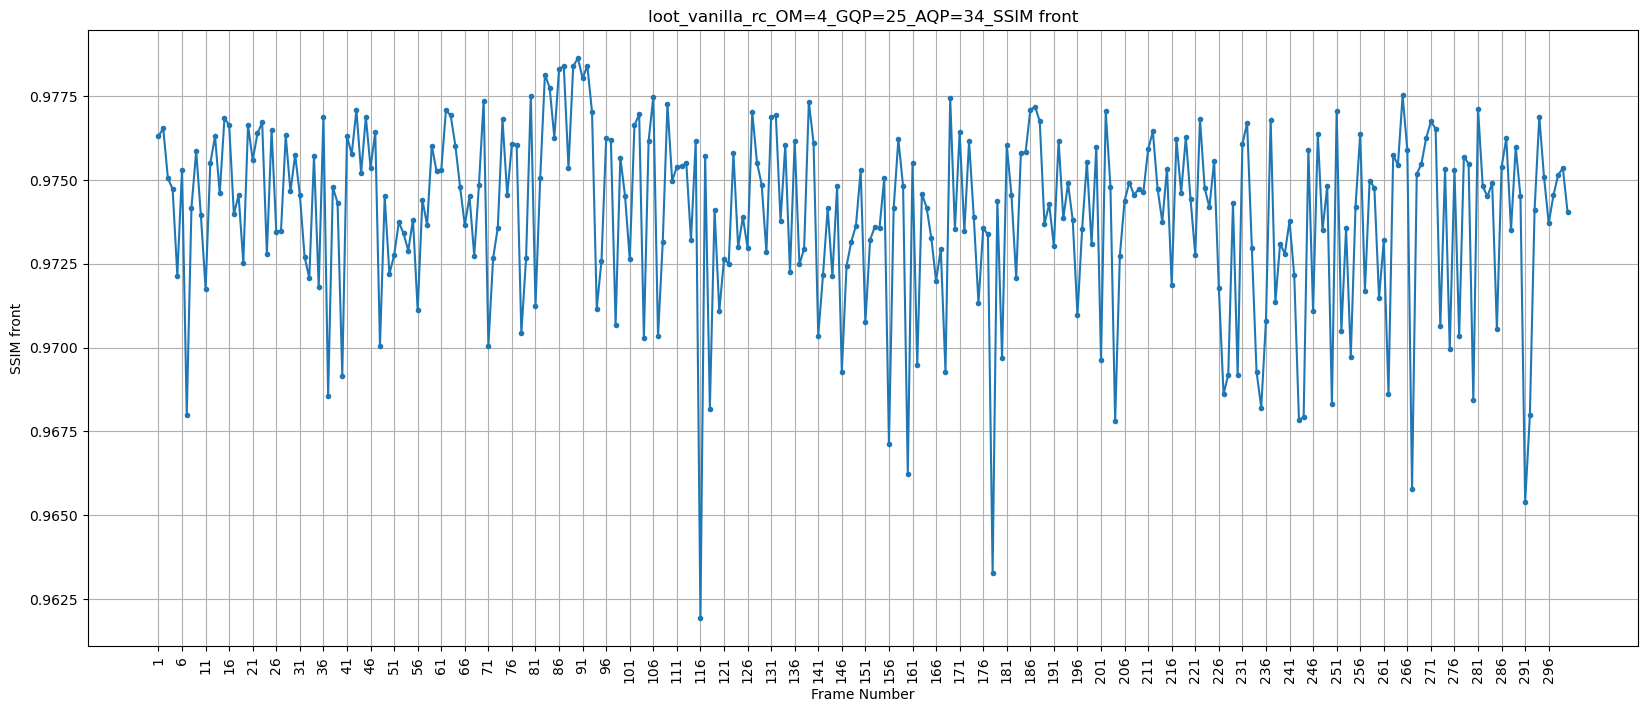 loot_vanilla_rc_OM=4_GQP=25_AQP=34_SSIM front
0.9775
0.9750
0.9725
0.9700
0.9675
0.9650
0.9625
SSIM front
1 6 11 16 21 26 31 36 41 46 51 56 61 66 71 76 81 86 91 96 101 106 111 116 121 126 131 136 141 146 151 156 161 166 171 176 181 186 191 196 201 206 211 216 221 226 231 236 241 246 251 256 261 266 271 276 281 286 291 296
Frame Number